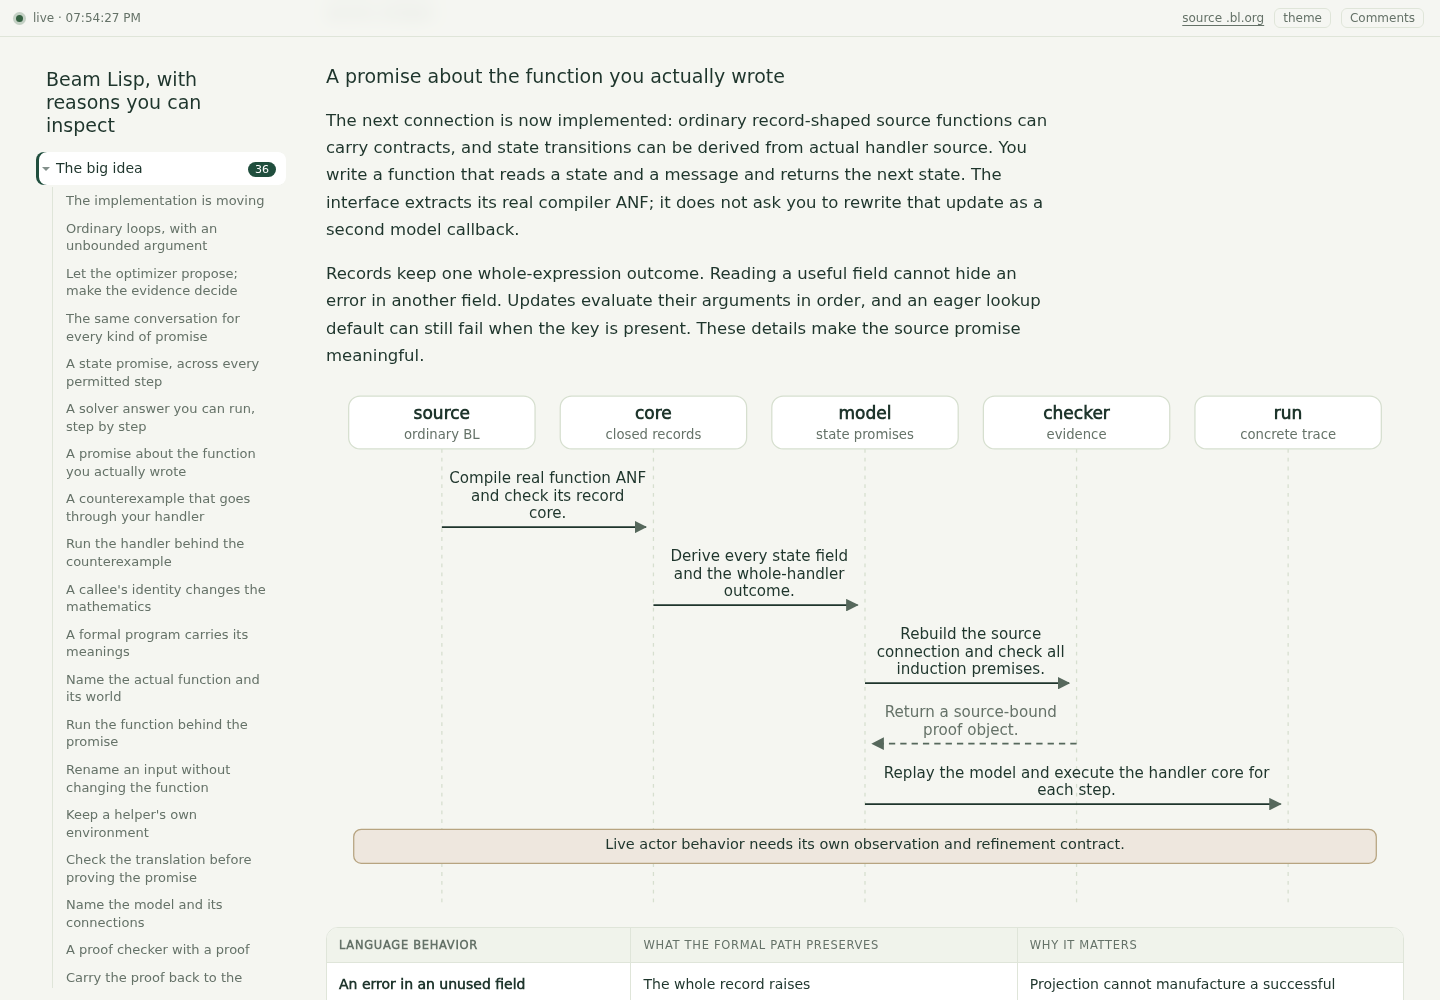 live · 07:54:27 PM
source .bl.org
theme
Comments
Beam Lisp, with
reasons you can
inspect
The big idea
36
The implementation is moving
Ordinary loops, with an
unbounded argument
Let the optimizer propose;
make the evidence decide
The same conversation for
every kind of promise
A state promise, across every
permitted step
A solver answer you can run,
step by step
A promise about the function
you actually wrote
A counterexample that goes
through your handler
Run the handler behind the
counterexample
A callee's identity changes the
mathematics
A formal program carries its
meanings
Name the actual function and
its world
Run the function behind the
promise
Rename an input without
changing the function
Keep a helper's own
environment
Check the translation before
proving the promise
Name the model and its
connections
A proof checker with a proof
Carry the proof back to the
A promise about the function you actually wrote
The next connection is now implemented: ordinary record-shaped source functions can
carry contracts, and state transitions can be derived from actual handler source. You
write a function that reads a state and a message and returns the next state. The
interface extracts its real compiler ANF; it does not ask you to rewrite that update as a
second model callback.
Records keep one whole-expression outcome. Reading a useful field cannot hide an
error in another field. Updates evaluate their arguments in order, and an eager lookup
default can still fail when the key is present. These details make the source promise
meaningful.
source
ordinary BL
core
closed records
model
state promises
checker
evidence
run
concrete trace
Compile real function ANF
and check its record
core.
Derive every state field
and the whole-handler
outcome.
Rebuild the source
connection and check all
induction premises.
Return a source-bound
proof object.
Replay the model and execute the handler core for
each step.
Live actor behavior needs its own observation and refinement contract.
LANGUAGE BEHAVIOR
WHAT THE FORMAL PATH PRESERVES
WHY IT MATTERS
An error in an unused field
The whole record raises
Projection cannot manufacture a successful